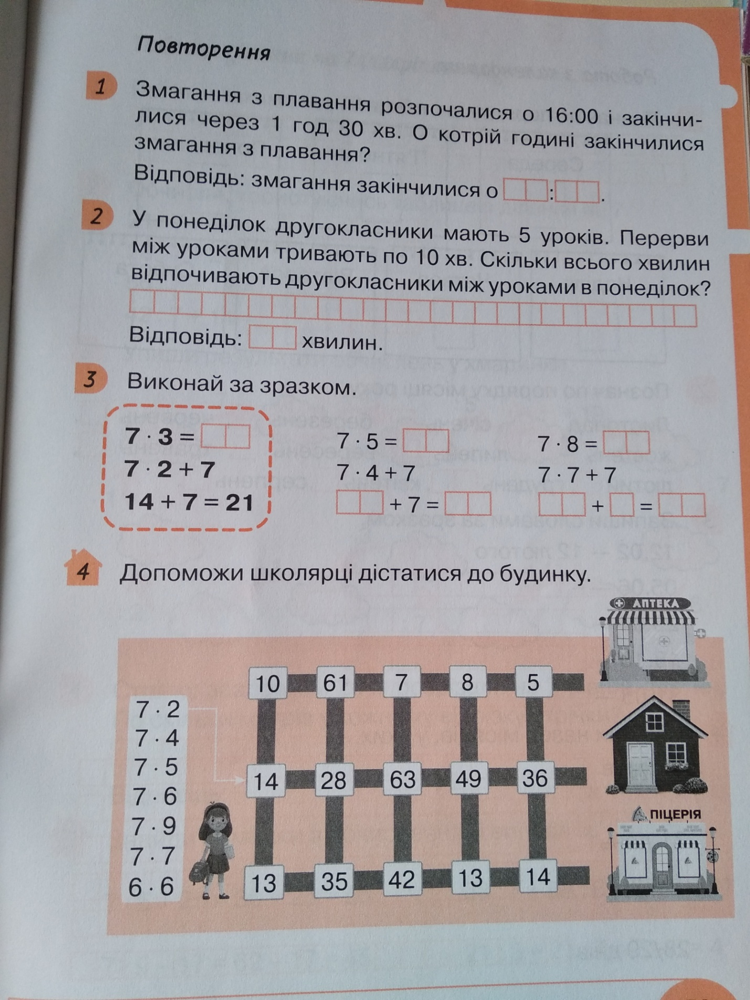 Повторення
1 Змагання з плавання розпочалися о 16:00 і закінчи-
лися через 1 год 30 хв. О котрій годині закінчилися
змагання з плавання?
Відповідь: змагання закінчилися о : .
2 У понеділок другокласники мають 5 уроків. Перерви
між уроками тривають по 10 хв. Скільки всього хвилин
відпочивають другокласники між уроками в понеділок?
Відповідь: хвилин.
3 Виконай за зразком.
7 · 3 = 7 · 5 = 7 · 8 =
7 · 2 + 7 7 · 4 + 7 7 · 7 + 7
14 + 7 = 21 + 7 = + =
4 Допоможи школярці дістатися до будинку.
АПТЕКА
10 61 7 8 5
7 · 2
7 · 4
7 · 5
7 · 6
7 · 9
7 · 7
6 · 6
14 28 63 49 36
ПІЦЕРІЯ
13 35 42 13 14